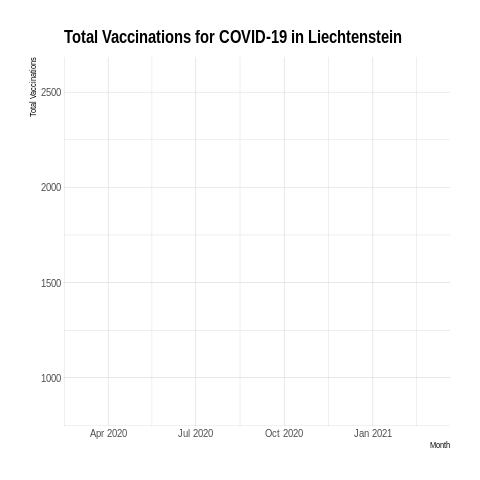 Total Vaccinations for COVID-19 in Liechtenstein
Total Vaccinations
2500
2000
1500
1000
Apr 2020 Jul 2020 Oct 2020 Jan 2021
Month